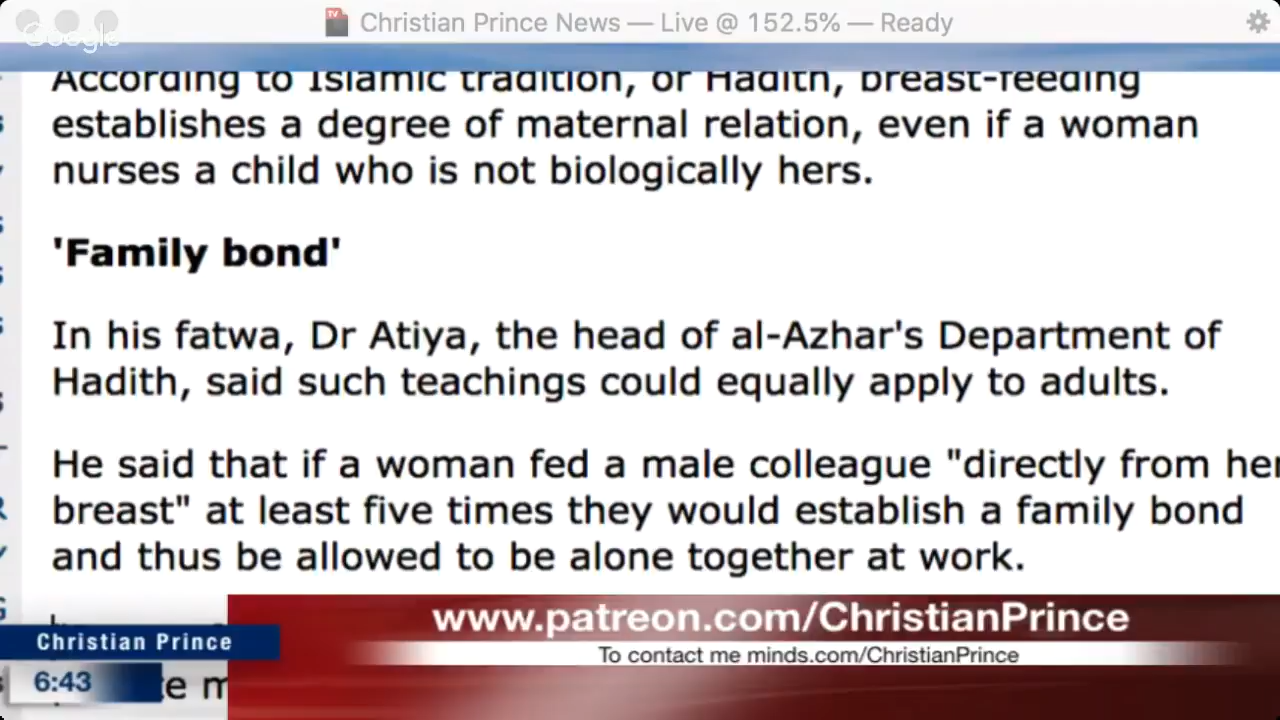 Christian Prince News — Live @ 152.5% — Ready
Google
According to Islamic tradition, or Hadith, breast-feeding
establishes a degree of maternal relation, even if a woman
nurses a child who is not biologically hers.
'Family bond'
In his fatwa, Dr Atiya, the head of al-Azhar's Department of
Hadith, said such teachings could equally apply to adults.
He said that if a woman fed a male colleague "directly from her
breast" at least five times they would establish a family bond
and thus be allowed to be alone together at work.
www.patreon.com/ChristianPrince
Christian Prince
To contact me minds.com/ChristianPrince
6:43